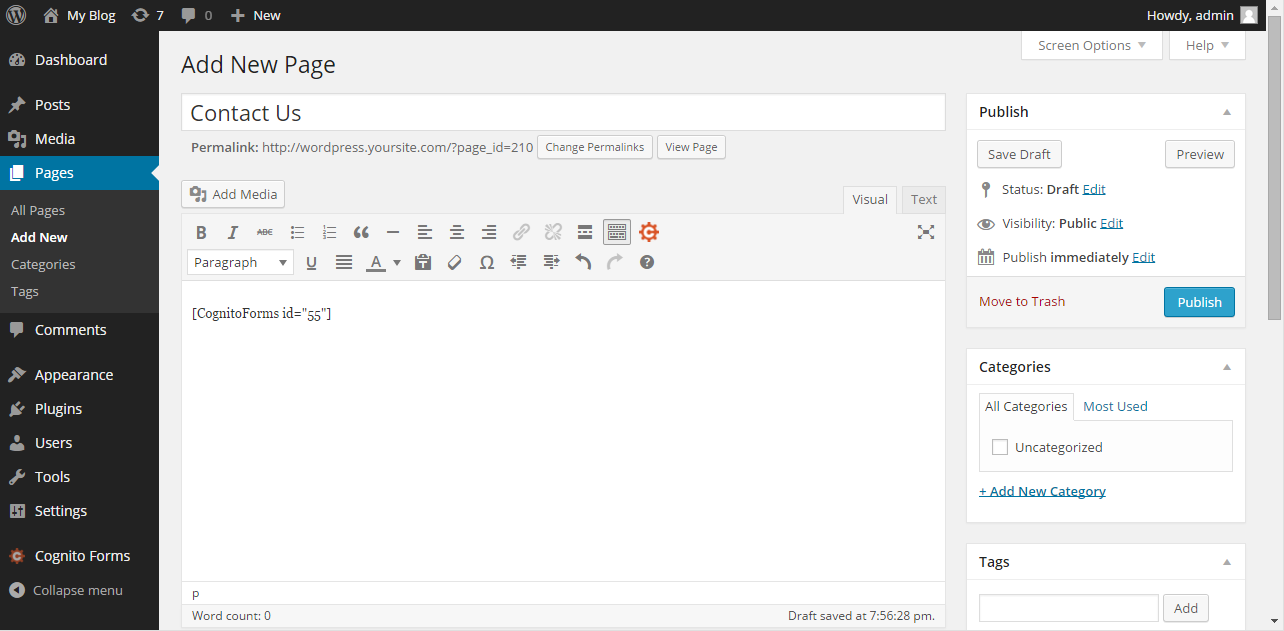 My Blog 7 0 New Howdy, admin
Screen Options Help
Dashboard
Posts
Media
Pages
All Pages
Add New
Categories
Tags
Comments
Appearance
Plugins
Users
Tools
Settings
Cognito Forms
Collapse menu
Add New Page
Contact Us
Permalink: http://wordpress.yoursite.com/?page_id=210 Change Permalinks View Page
Add Media
Visual Text
B I ABC
Paragraph U A
[CognitoForms id="55"]
p
Word count: 0 Draft saved at 7:56:28 pm.
Publish
Save Draft Preview
Status: Draft Edit
Visibility: Public Edit
Publish immediately Edit
Move to Trash Publish
Categories
All Categories Most Used
Uncategorized
+ Add New Category
Tags
Add